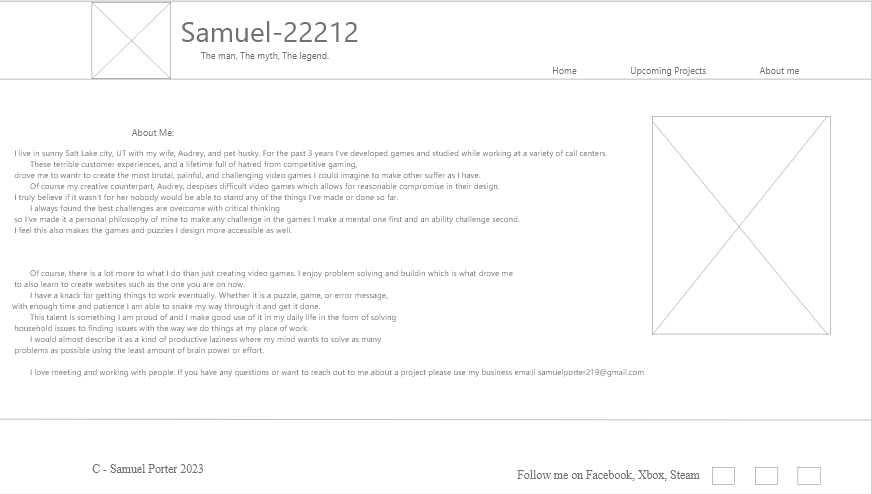 Samuel-22212
The man, The myth, The legend.
Home Upcoming Projects About me
About Me:
I live in sunny Salt Lake city, UT with my wife, Audrey, and pet husky. For the past 3 years I've developed games and studied while working at a variety of call centers.
These terrible customer experiences, and a lifetime full of hatred from competitive gaming,
drove me to wantr to create the most brutal, painful, and challenging video games I could imagine to make other suffer as I have.
Of course my creative counterpart, Audrey, despises difficult video games which allows for reasonable compromise in their design.
I truly believe if it wasn't for her nobody would be able to stand any of the things I've made or done so far.
I always found the best challenges are overcome with critical thinking
so I've made it a personal philosophy of mine to make any challenge in the games I make a mental one first and an ability challenge second.
I feel this also makes the games and puzzles I design more accessible as well.
Of course, there is a lot more to what I do than just creating video games. I enjoy problem solving and buildin which is what drove me
to also learn to create websites such as the one you are on now.
I have a knack for getting things to work eventually. Whether it is a puzzle, game, or error message,
with enough time and patience I am able to snake my way through it and get it done.
This talent is something I am proud of and I make good use of it in my daily life in the form of solving
household issues to finding issues with the way we do things at my place of work.
I would almost describe it as a kind of productive laziness where my mind wants to solve as many
problems as possible using the least amount of brain power or effort.
I love meeting and working with people. If you have any questions or want to reach out to me about a project please use my business email samuelporter219@gmail.com
C - Samuel Porter 2023
Follow me on Facebook, Xbox, Steam